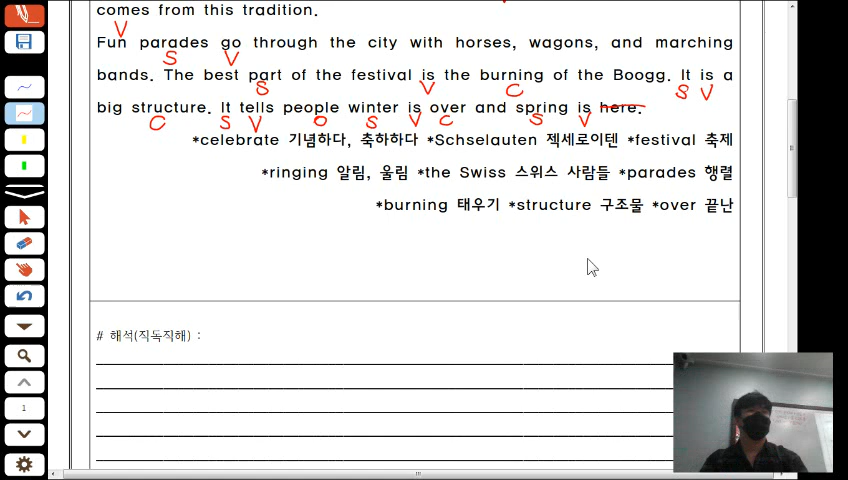 comes from this tradition.
V
Fun parades go through the city with horses, wagons, and marching
S V
bands. The best part of the festival is the burning of the Boogg. It is a
S V C S V
big structure. It tells people winter is over and spring is here.
C S V O S V C S V
*celebrate 기념하다, 축하하다 *Schselauten 젝세로이텐 *festival 축제
*ringing 알림, 울림 *the Swiss 스위스 사람들 *parades 행렬
*burning 태우기 *structure 구조물 *over 끝난
# 해석(직독직해) :
1